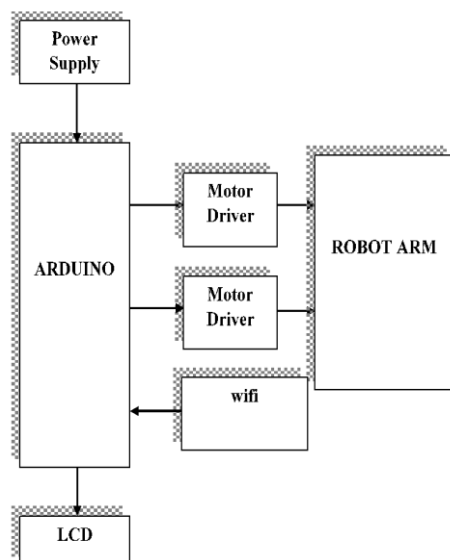 Power
Supply
Motor
Driver
ARDUINO
ROBOT ARM
Motor
Driver
wifi
LCD